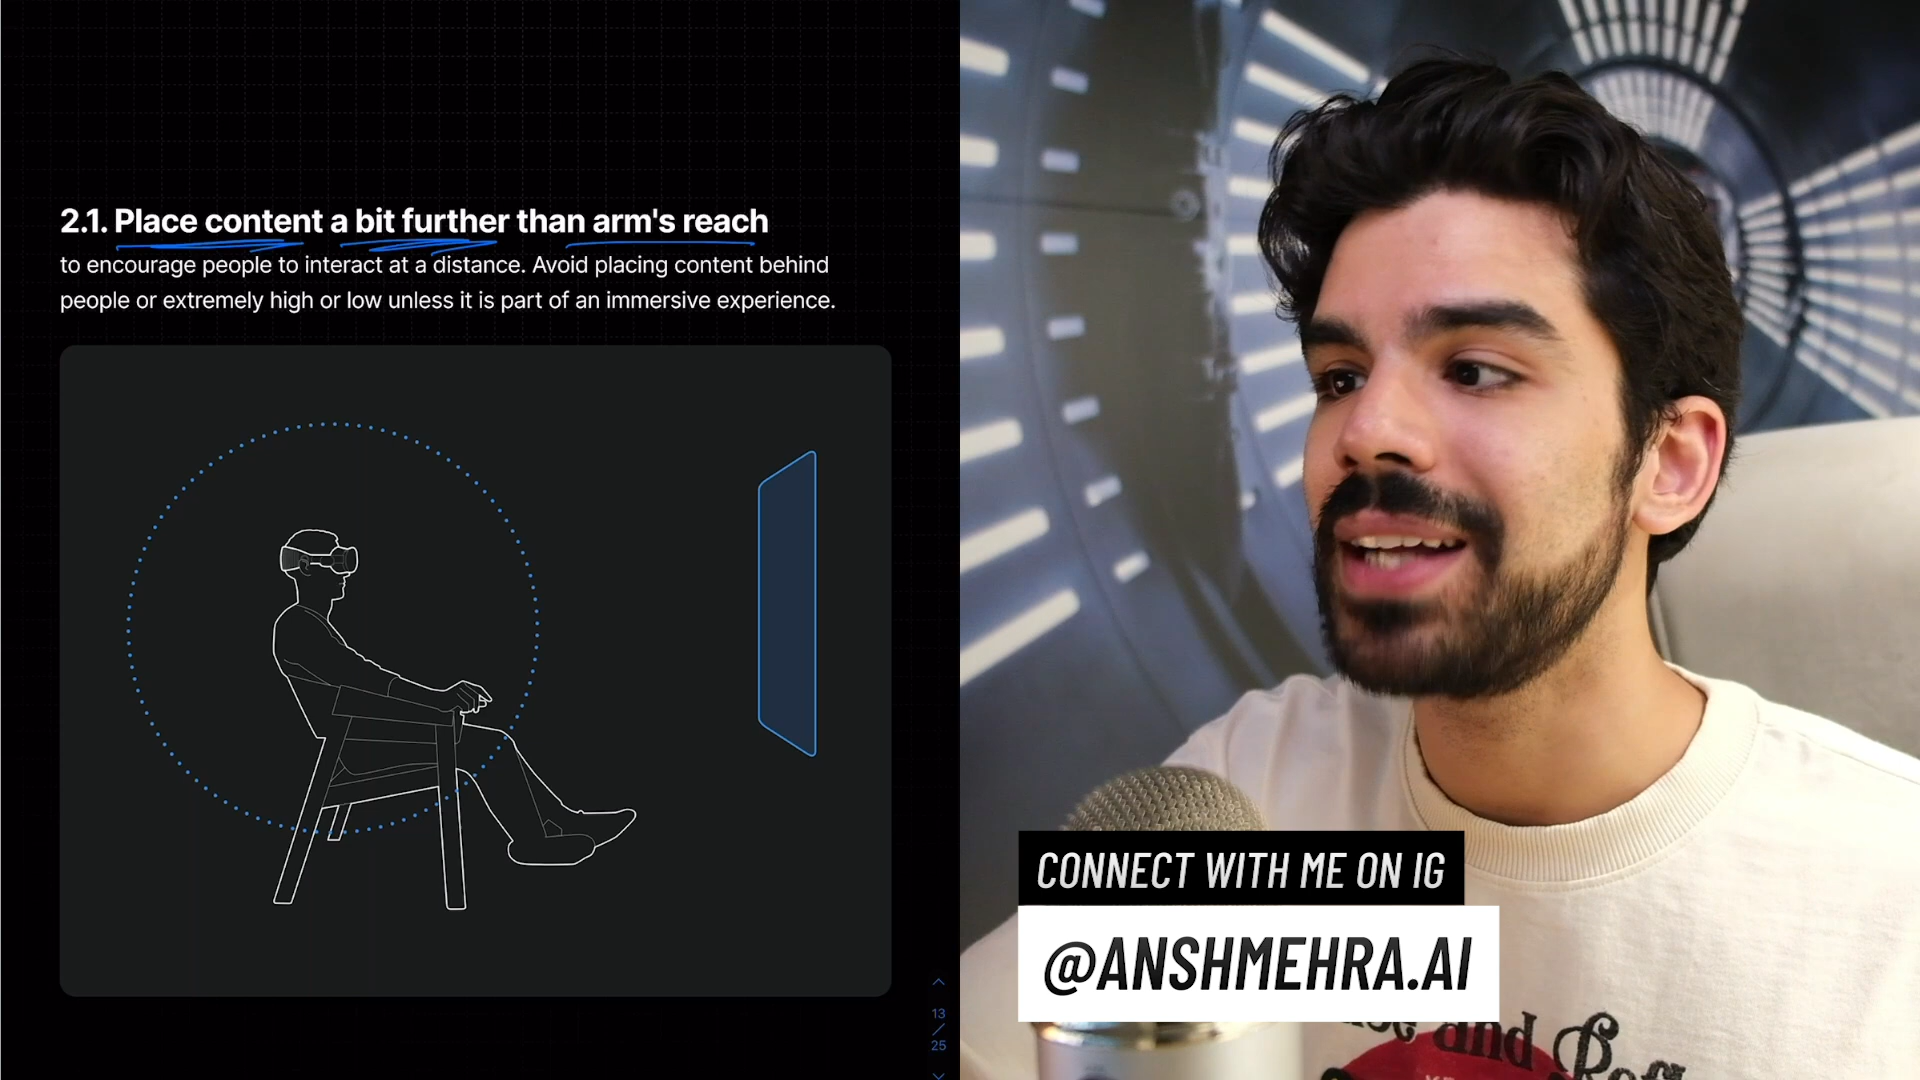 2.1. Place content a bit further than arm's reach
to encourage people to interact at a distance. Avoid placing content behind
people or extremely high or low unless it is part of an immersive experience.
13
/
25
CONNECT WITH ME ON IG
@ANSHMEHRA.AI
and